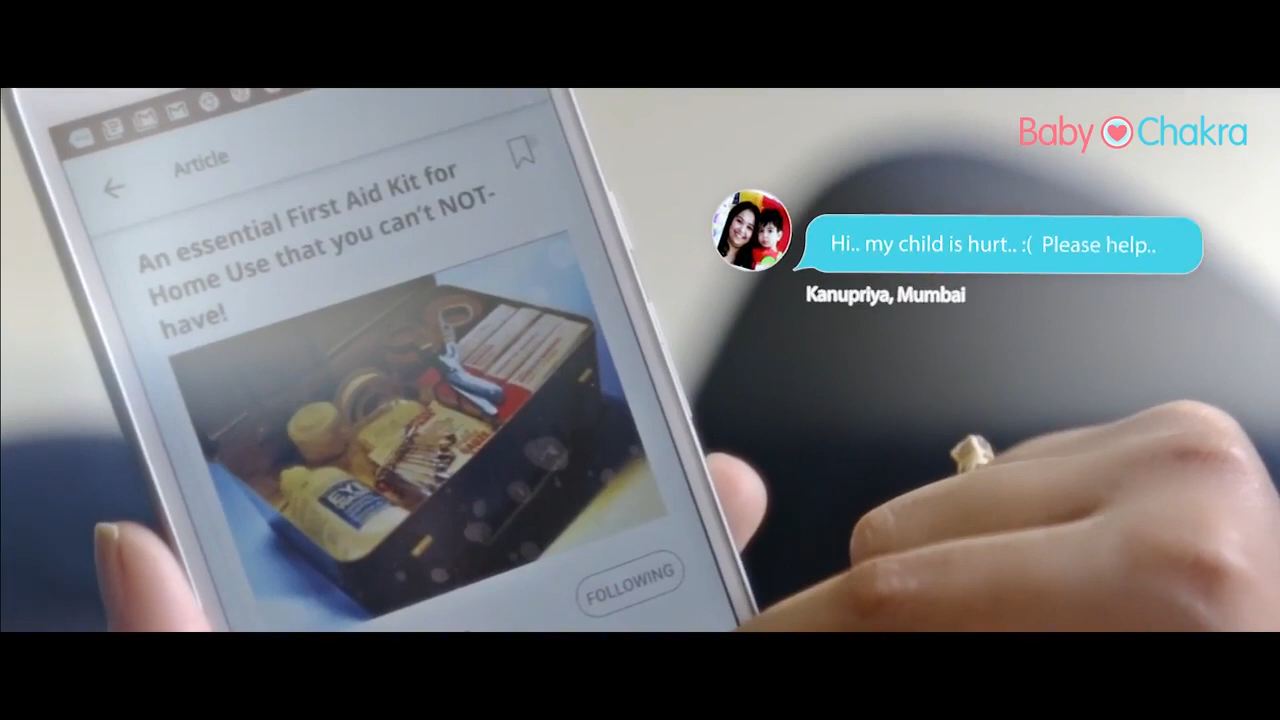 Article
An essential First Aid Kit for
Home Use that you can't NOT-
have!
FOLLOWING
Baby Chakra
Hi.. my child is hurt.. :( Please help..
Kanupriya, Mumbai